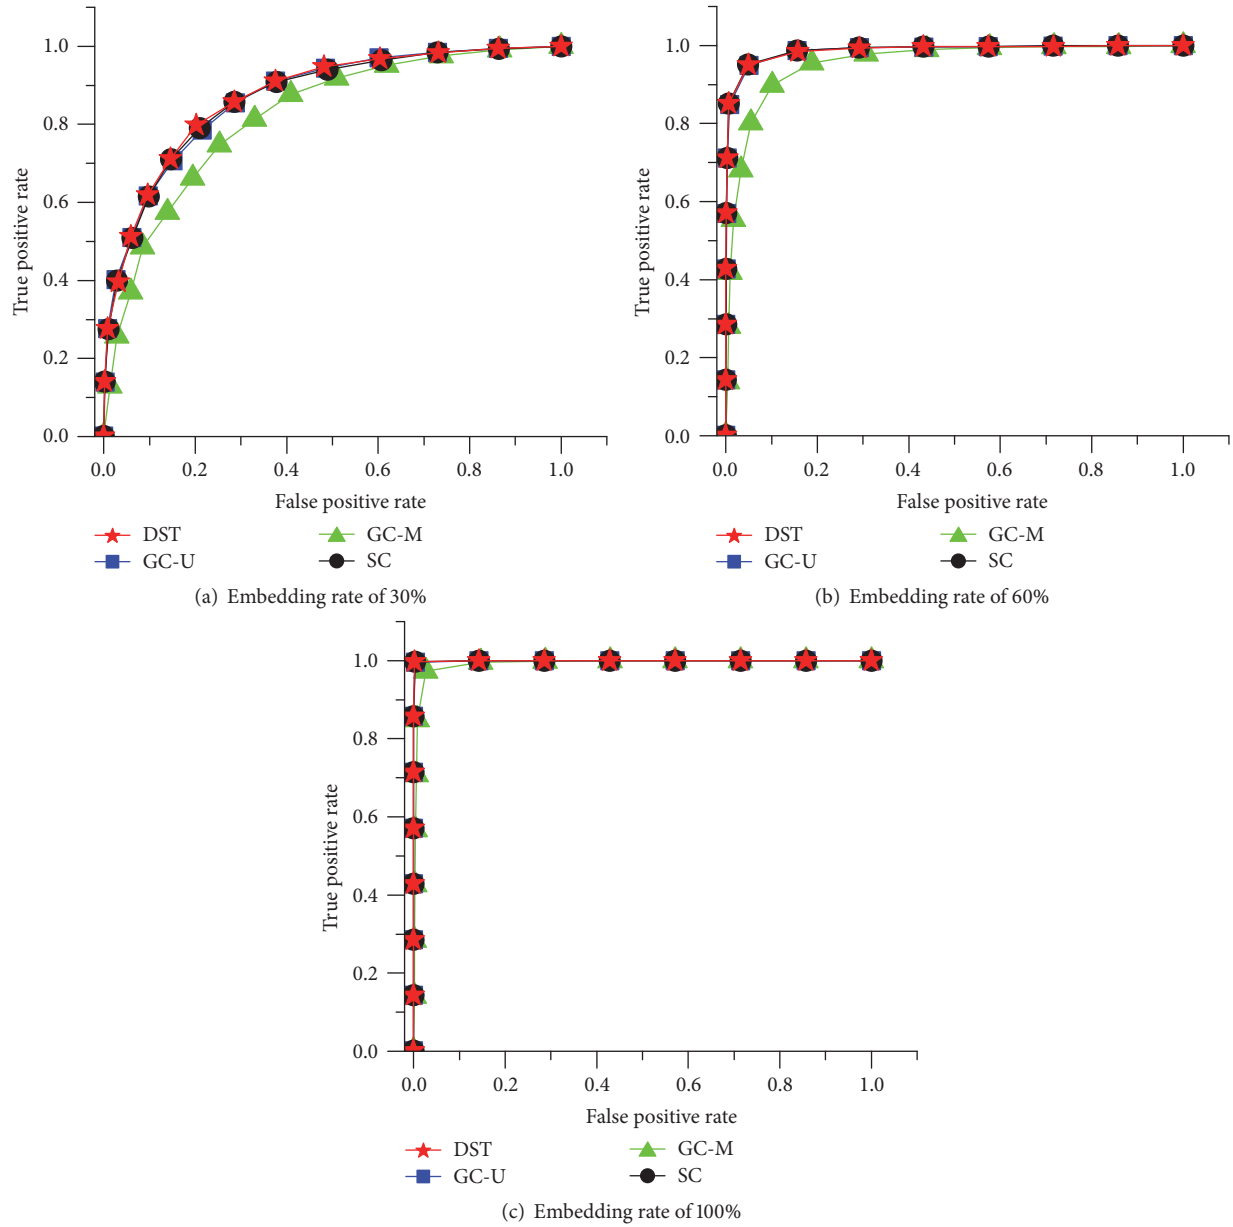 1.0
0.8
0.6
0.4
0.2
0.0
True positive rate
0.0 0.2 0.4 0.6 0.8 1.0
False positive rate
DST GC-M
GC-U SC
(a) Embedding rate of 30%
1.0
0.8
0.6
0.4
0.2
0.0
True positive rate
0.0 0.2 0.4 0.6 0.8 1.0
False positive rate
DST GC-M
GC-U SC
(b) Embedding rate of 60%
1.0
0.8
0.6
0.4
0.2
0.0
True positive rate
0.0 0.2 0.4 0.6 0.8 1.0
False positive rate
DST GC-M
GC-U SC
(c) Embedding rate of 100%